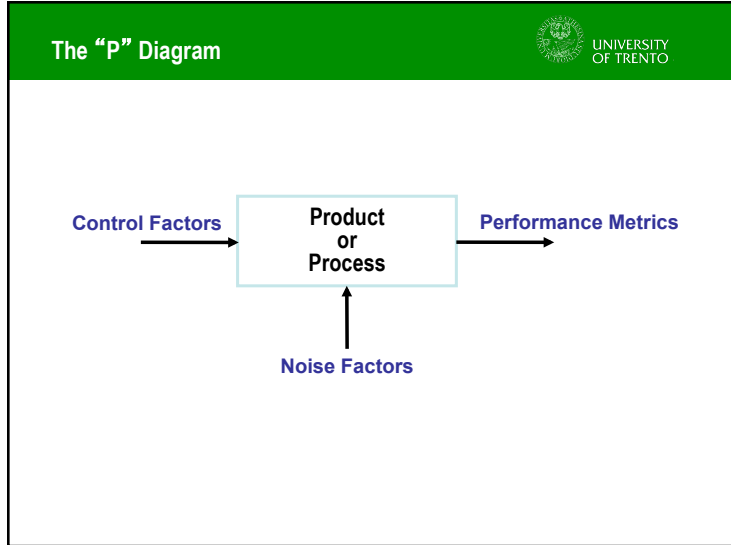 The “P” Diagram
UNIVERSITY
OF TRENTO
Control Factors
Product
or
Process
Performance Metrics
Noise Factors